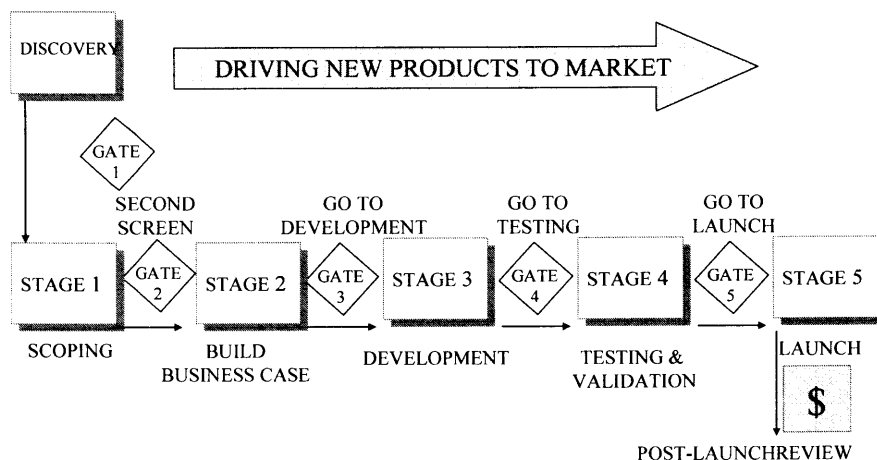 DISCOVERY
DRIVING NEW PRODUCTS TO MARKET
GATE
1
SECOND
SCREEN
GO TO
DEVELOPMENT
GO TO
TESTING
GO TO
LAUNCH
STAGE 1
GATE
2
STAGE 2
GATE
3
STAGE 3
GATE
4
STAGE 4
GATE
5
STAGE 5
SCOPING
BUILD
BUSINESS CASE
DEVELOPMENT
TESTING &
VALIDATION
LAUNCH
$
POST-LAUNCHREVIEW